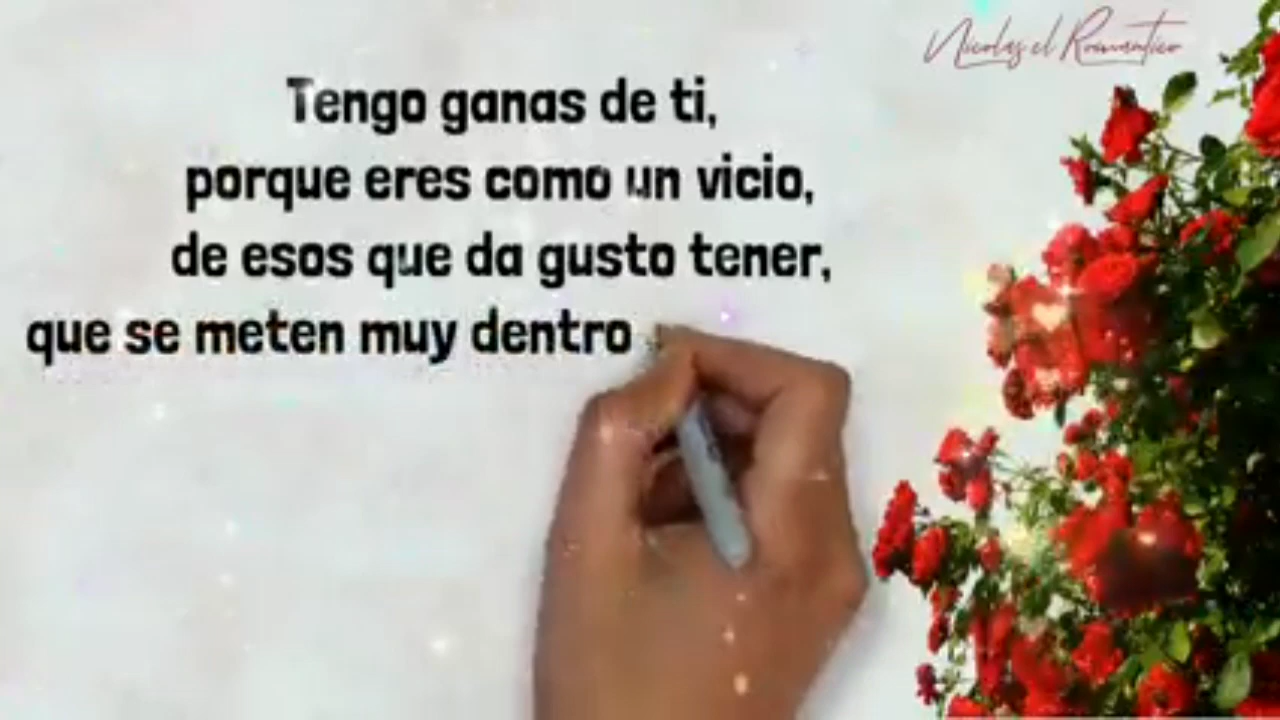 Nicolas el Romantico
Tengo ganas de ti,
porque eres como un vicio,
de esos que da gusto tener,
que se meten muy dentro